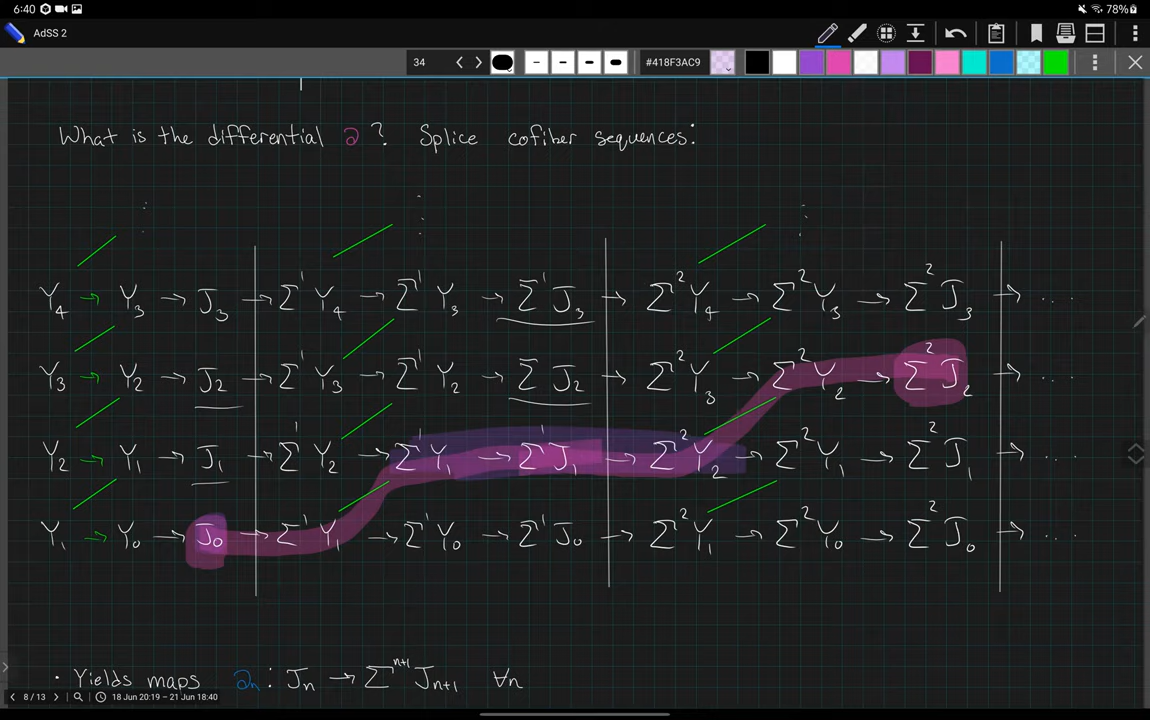 6:40 78%
AdSS 2
34 #418F3AC9
What is the differential ∂? Splice cofiber sequences:
Y₄ → Y₃ → J₃ → Σ¹Y₄ → Σ¹Y₃ → Σ¹J₃ → Σ²Y₄ → Σ²Y₃ → Σ²J₃ → ...
Y₃ → Y₂ → J₂ → Σ¹Y₃ → Σ¹Y₂ → ΣJ₂ → Σ²Y₃ → Σ²Y₂ → Σ²J₂ → ...
Y₂ → Y₁ → J₁ → Σ¹Y₂ → Σ¹Y₁ → Σ¹J₁ → Σ²Y₂ → Σ²Y₁ → Σ²J₁ → ...
Y₁ → Y₀ → J₀ → Σ¹Y₁ → Σ¹Y₀ → Σ¹J₀ → Σ²Y₁ → Σ²Y₀ → Σ²J₀ → ...
· Yields maps ∂ₙ: Jₙ → Σⁿ⁺¹Jₙ₊₁ ∀n
8 / 13 18 Jun 20:19 – 21 Jun 18:40